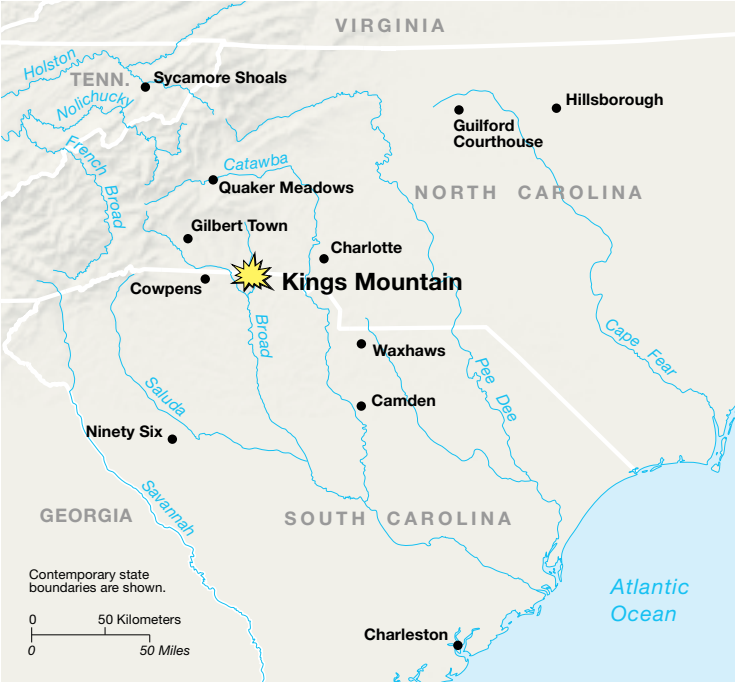 VIRGINIA
Holston
TENN.
Sycamore Shoals
Nolichucky
Hillsborough
Guilford
Courthouse
French Broad
Catawba
Quaker Meadows
NORTH CAROLINA
Gilbert Town
Charlotte
Kings Mountain
Cowpens
Broad
Waxhaws
Cape Fear
Pee Dee
Saluda
Camden
Ninety Six
Savannah
GEORGIA
SOUTH CAROLINA
Contemporary state
boundaries are shown.
0 50 Kilometers
0 50 Miles
Atlantic
Ocean
Charleston